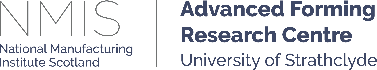 NMIS
National Manufacturing
Institute Scotland
Advanced Forming
Research Centre
University of Strathclyde